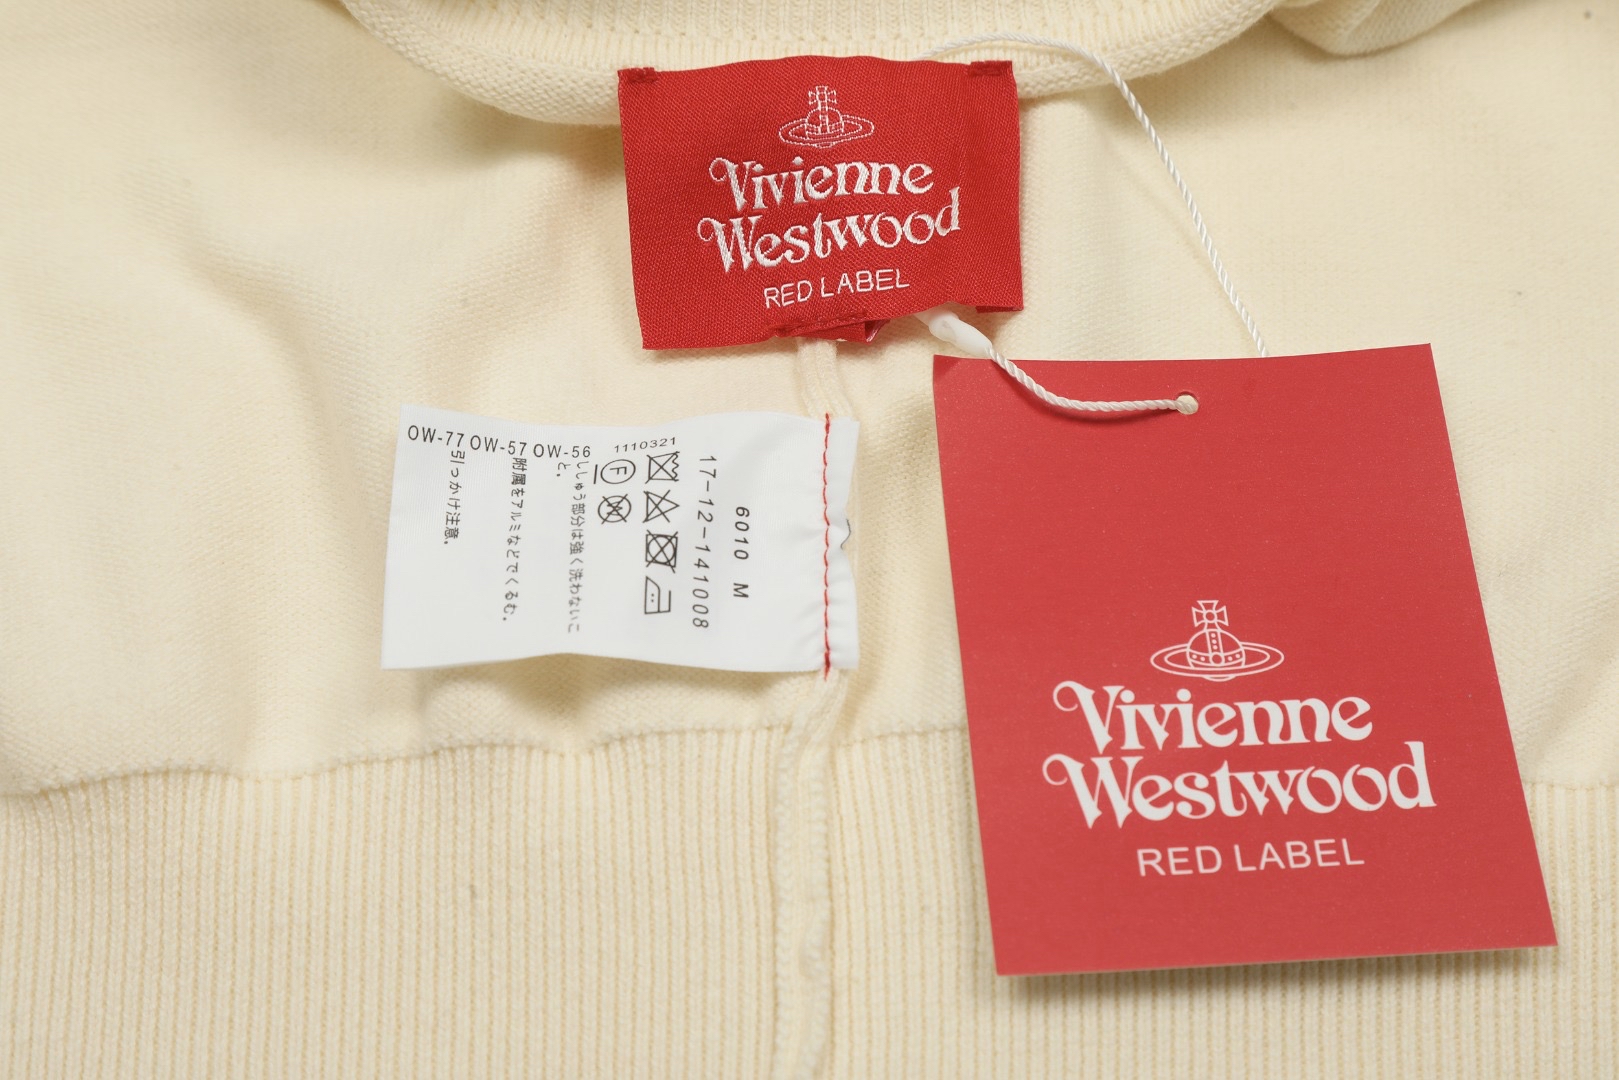 Vivienne
Westwood
RED LABEL
6010 M
17-12-141008
1110321
OW-77 OW-57 OW-56
F
W
ししゅう部分は強く洗わないこ
と。
附属をアルミなどでくるむ。
引っかけ注意。
Vivienne
Westwood
RED LABEL